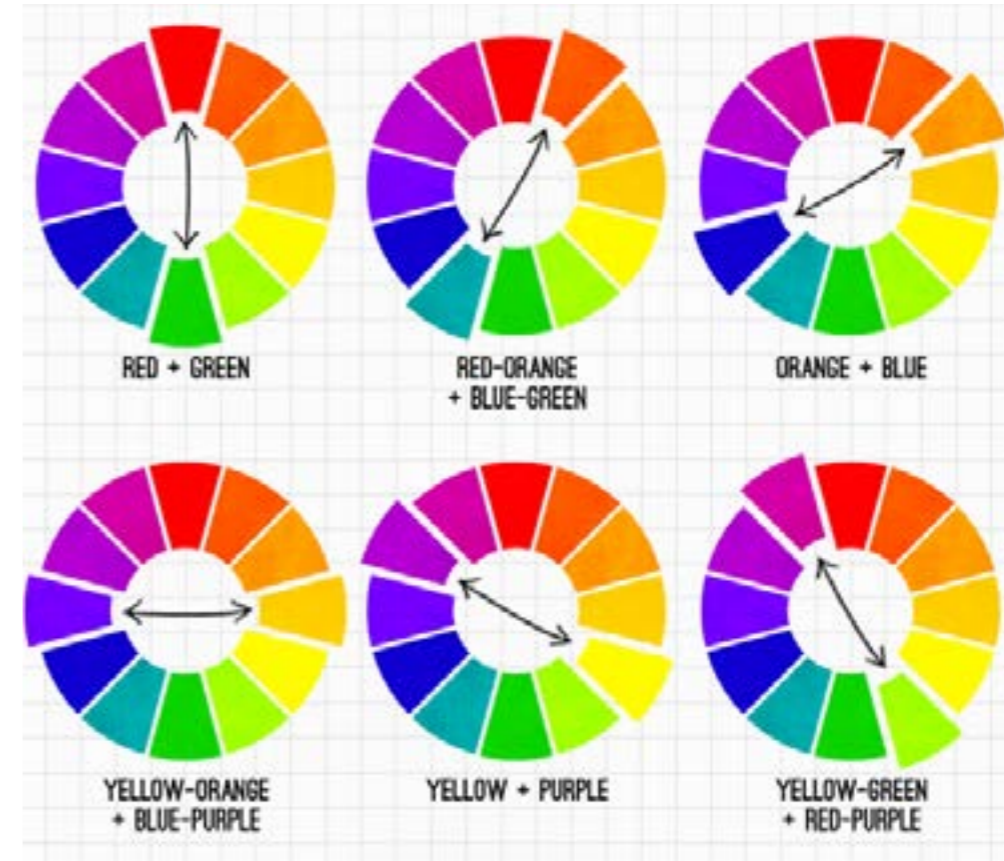 RED + GREEN
RED-ORANGE
+ BLUE-GREEN
ORANGE + BLUE
YELLOW-ORANGE
+ BLUE-PURPLE
YELLOW + PURPLE
YELLOW-GREEN
+ RED-PURPLE